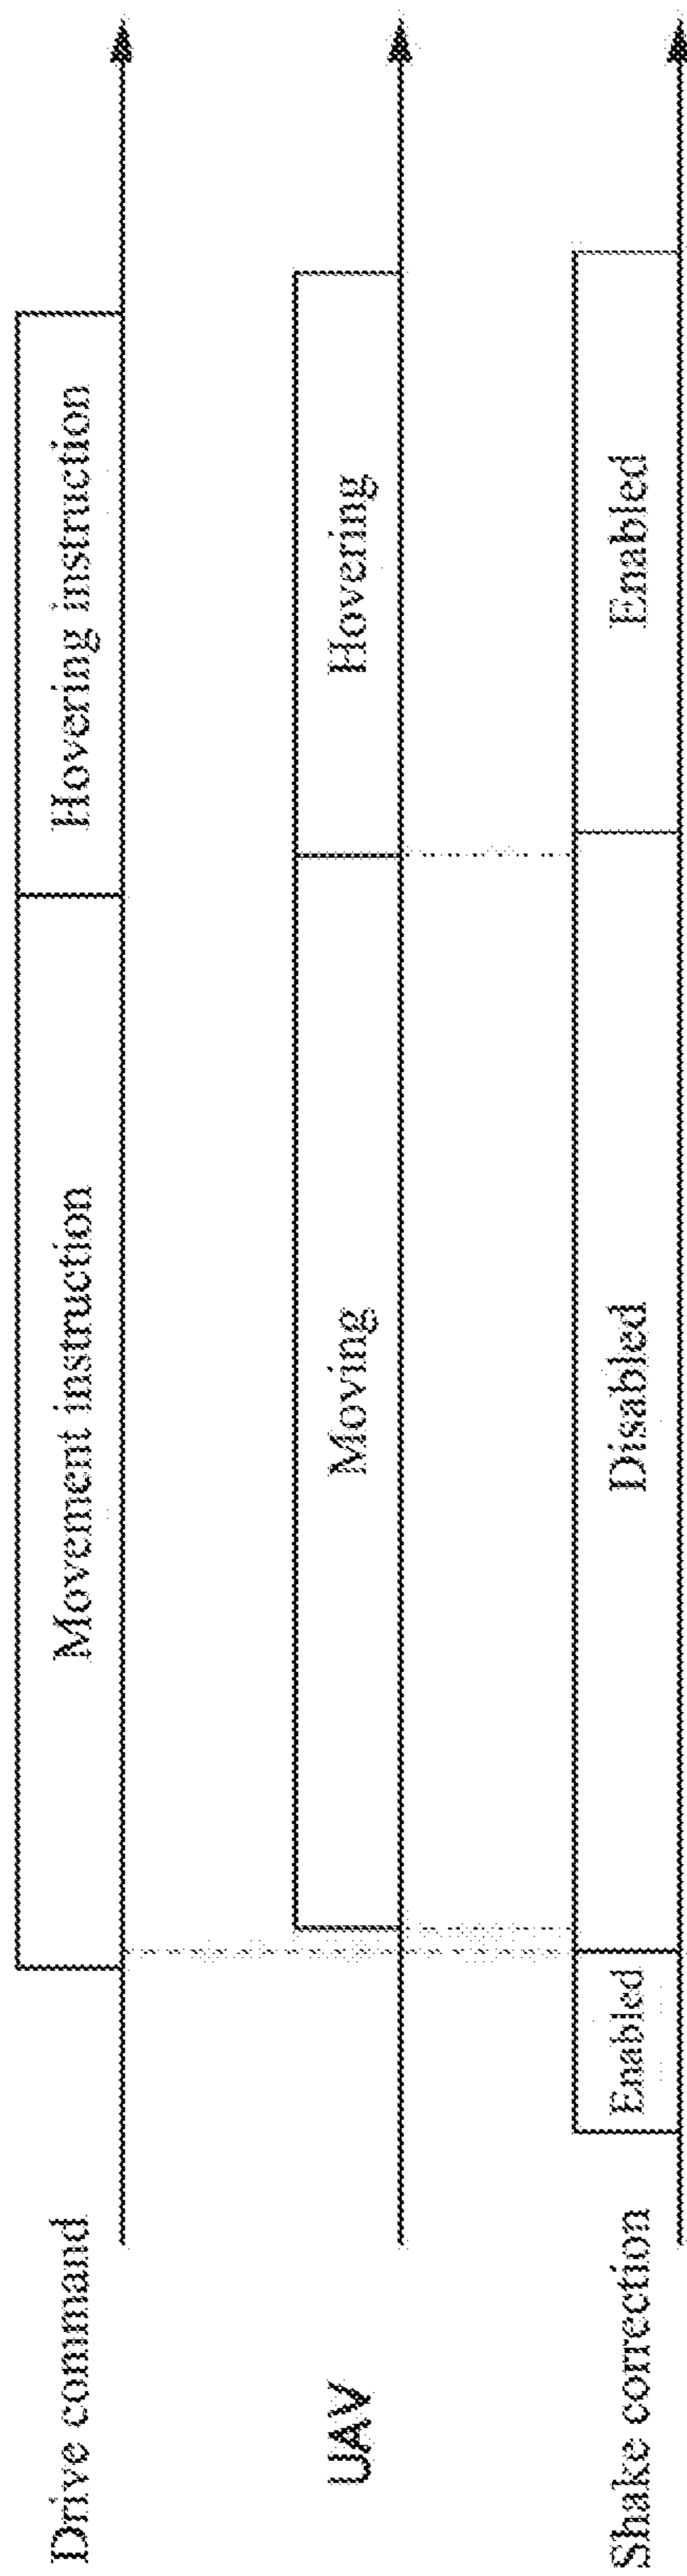 Drive command
Movement instruction
Hovering instruction
UAV
Moving
Hovering
Shake correction
Enabled
Disabled
Enabled